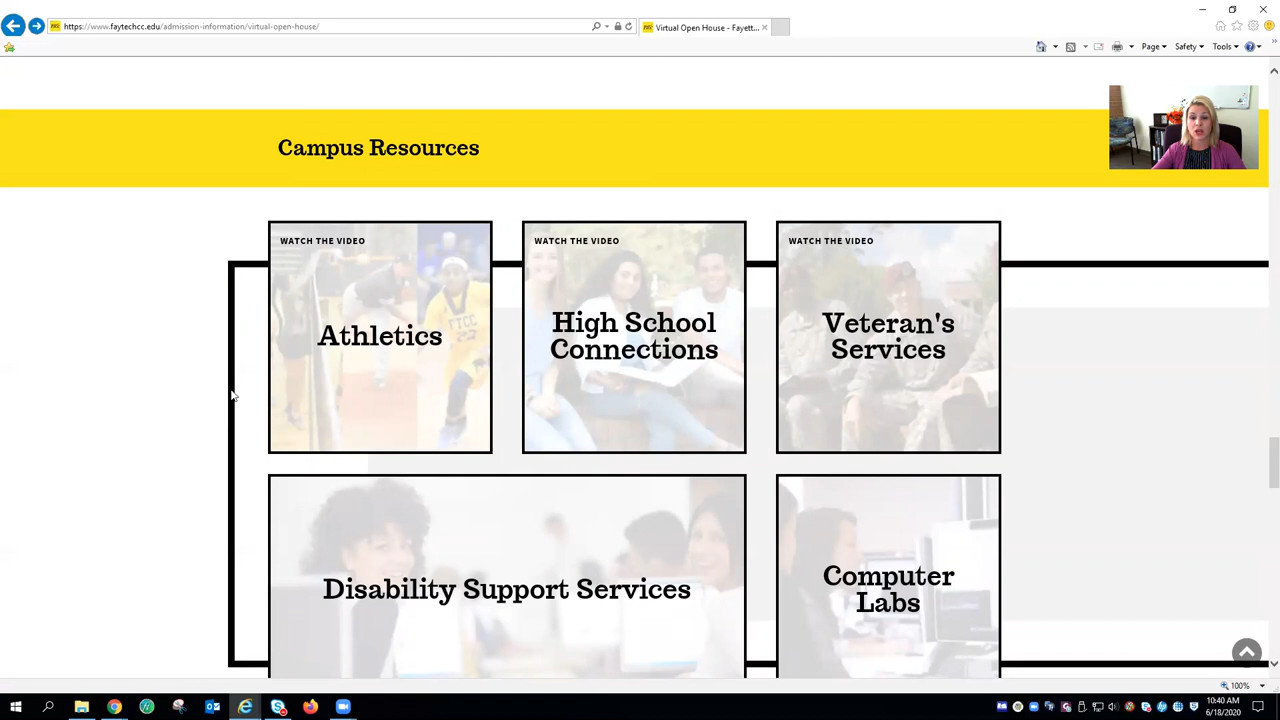 https://www.faytechcc.edu/admission-information/virtual-open-house/
Virtual Open House - Fayett...
Page
Safety
Tools
Campus Resources
WATCH THE VIDEO
Athletics
WATCH THE VIDEO
High School
Connections
WATCH THE VIDEO
Veteran's
Services
Disability Support Services
Computer
Labs
100%
10:40 AM
6/18/2020